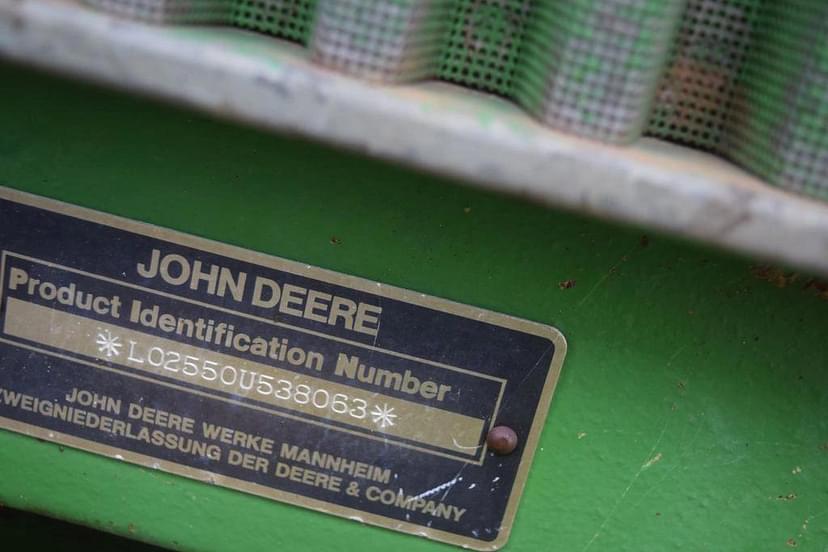 JOHN DEERE
Product Identification Number
*L02550U538063*
JOHN DEERE WERKE MANNHEIM
ZWEIGNIEDERLASSUNG DER DEERE & COMPANY